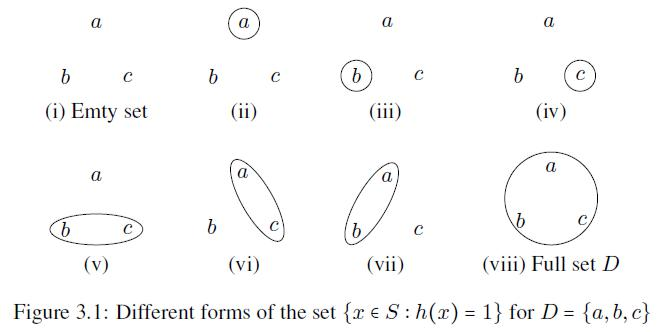 a a a a
b c b c b c b c
(i) Emty set (ii) (iii) (iv)
a a a a
b c b c b c b c
(v) (vi) (vii) (viii) Full set D
Figure 3.1: Different forms of the set {x ∈ S : h(x) = 1} for D = {a, b, c}